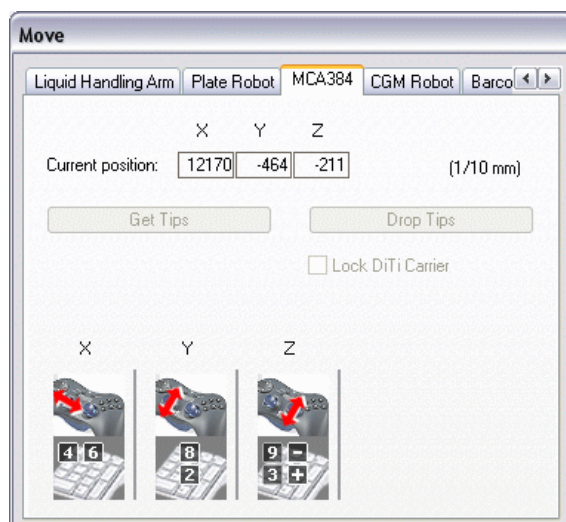 Move
Liquid Handling Arm Plate Robot MCA384 CGM Robot Barco
X Y Z
Current position: 12170 -464 -211 (1/10 mm)
Get Tips Drop Tips
Lock DiTi Carrier
X Y Z
4 6 8 9 -
2 3 +